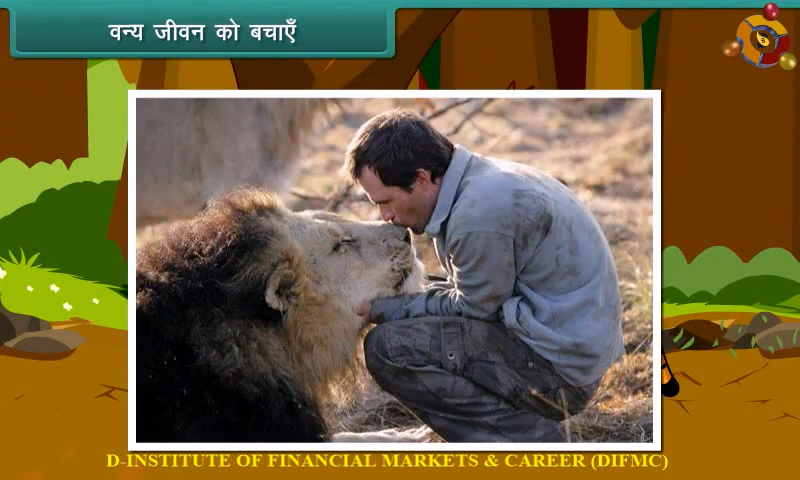 वन्य जीवन को बचाएँ
D-INSTITUTE OF FINANCIAL MARKETS & CAREER (DIFMC)